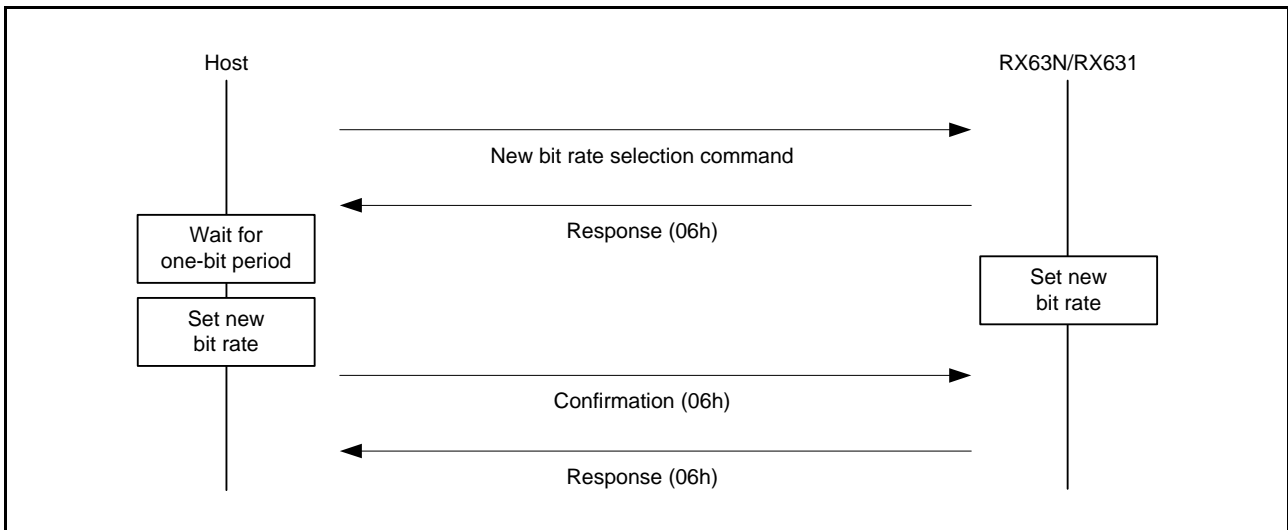 Host
RX63N/RX631
New bit rate selection command
Response (06h)
Wait for
one-bit period
Set new
bit rate
Set new
bit rate
Confirmation (06h)
Response (06h)